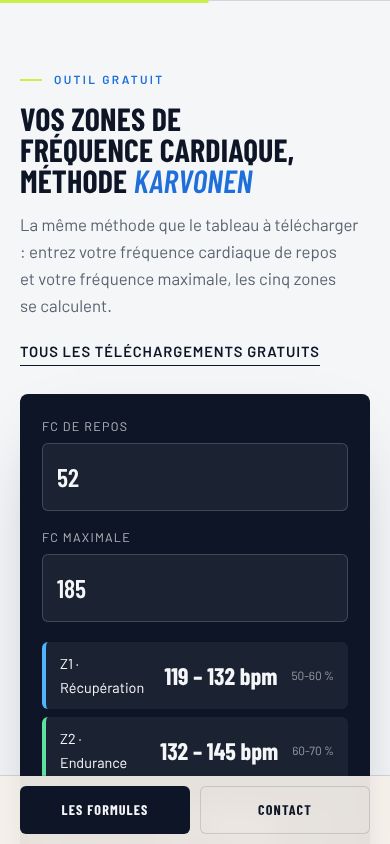 OUTIL GRATUIT
VOS ZONES DE
FRÉQUENCE CARDIAQUE,
MÉTHODE KARVONEN
La même méthode que le tableau à télécharger
: entrez votre fréquence cardiaque de repos
et votre fréquence maximale, les cinq zones
se calculent.
TOUS LES TÉLÉCHARGEMENTS GRATUITS
FC DE REPOS
52
FC MAXIMALE
185
Z1 ·
Récupération
119 – 132 bpm
50-60 %
Z2 ·
Endurance
132 – 145 bpm
60-70 %
LES FORMULES
CONTACT